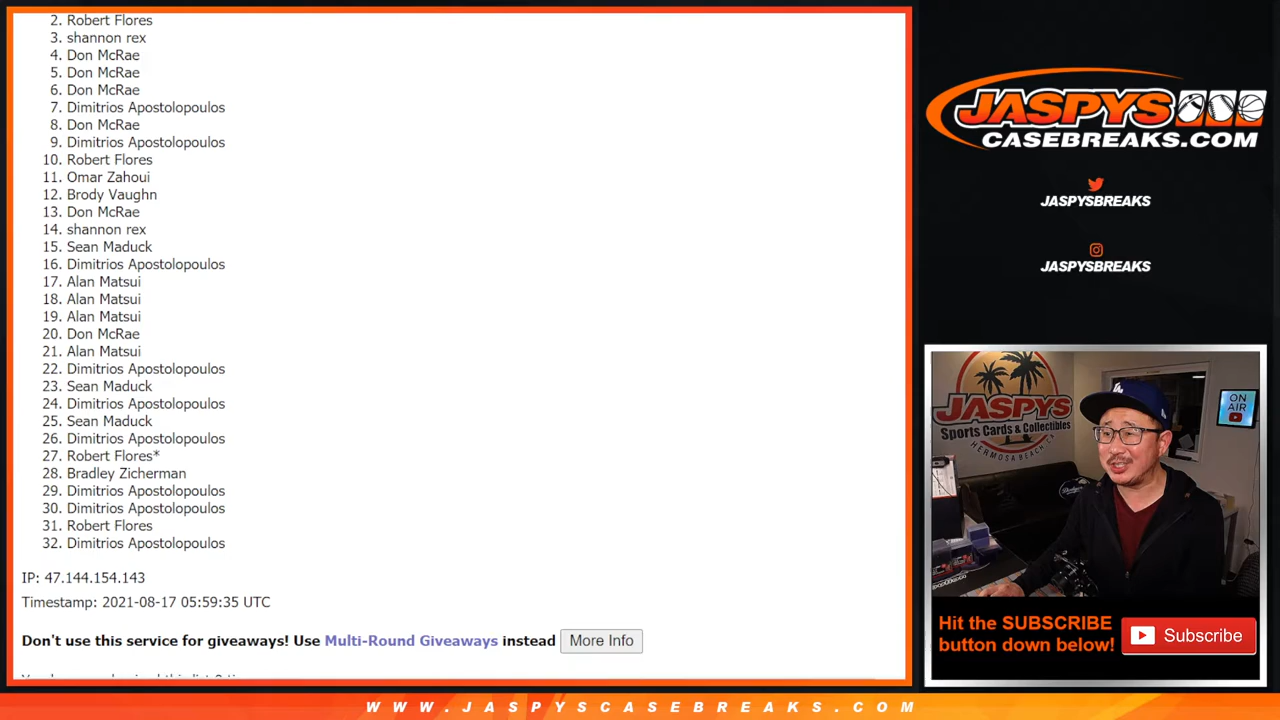 2. Robert Flores
3. shannon rex
4. Don McRae
5. Don McRae
6. Don McRae
7. Dimitrios Apostolopoulos
8. Don McRae
9. Dimitrios Apostolopoulos
10. Robert Flores
11. Omar Zahoui
12. Brody Vaughn
13. Don McRae
14. shannon rex
15. Sean Maduck
16. Dimitrios Apostolopoulos
17. Alan Matsui
18. Alan Matsui
19. Alan Matsui
20. Don McRae
21. Alan Matsui
22. Dimitrios Apostolopoulos
23. Sean Maduck
24. Dimitrios Apostolopoulos
25. Sean Maduck
26. Dimitrios Apostolopoulos
27. Robert Flores*
28. Bradley Zicherman
29. Dimitrios Apostolopoulos
30. Dimitrios Apostolopoulos
31. Robert Flores
32. Dimitrios Apostolopoulos
IP: 47.144.154.143
Timestamp: 2021-08-17 05:59:35 UTC
Don't use this service for giveaways! Use Multi-Round Giveaways instead More Info
JASPYS
CASEBREAKS.COM
JASPYSBREAKS
JASPYSBREAKS
JASPYS
Sports Cards & Collectibles
HERMOSA BEACH, CA
ON
AIR
Dodgers
Hit the SUBSCRIBE
button down below!
Subscribe
WWW.JASPYSCASEBREAKS.COM